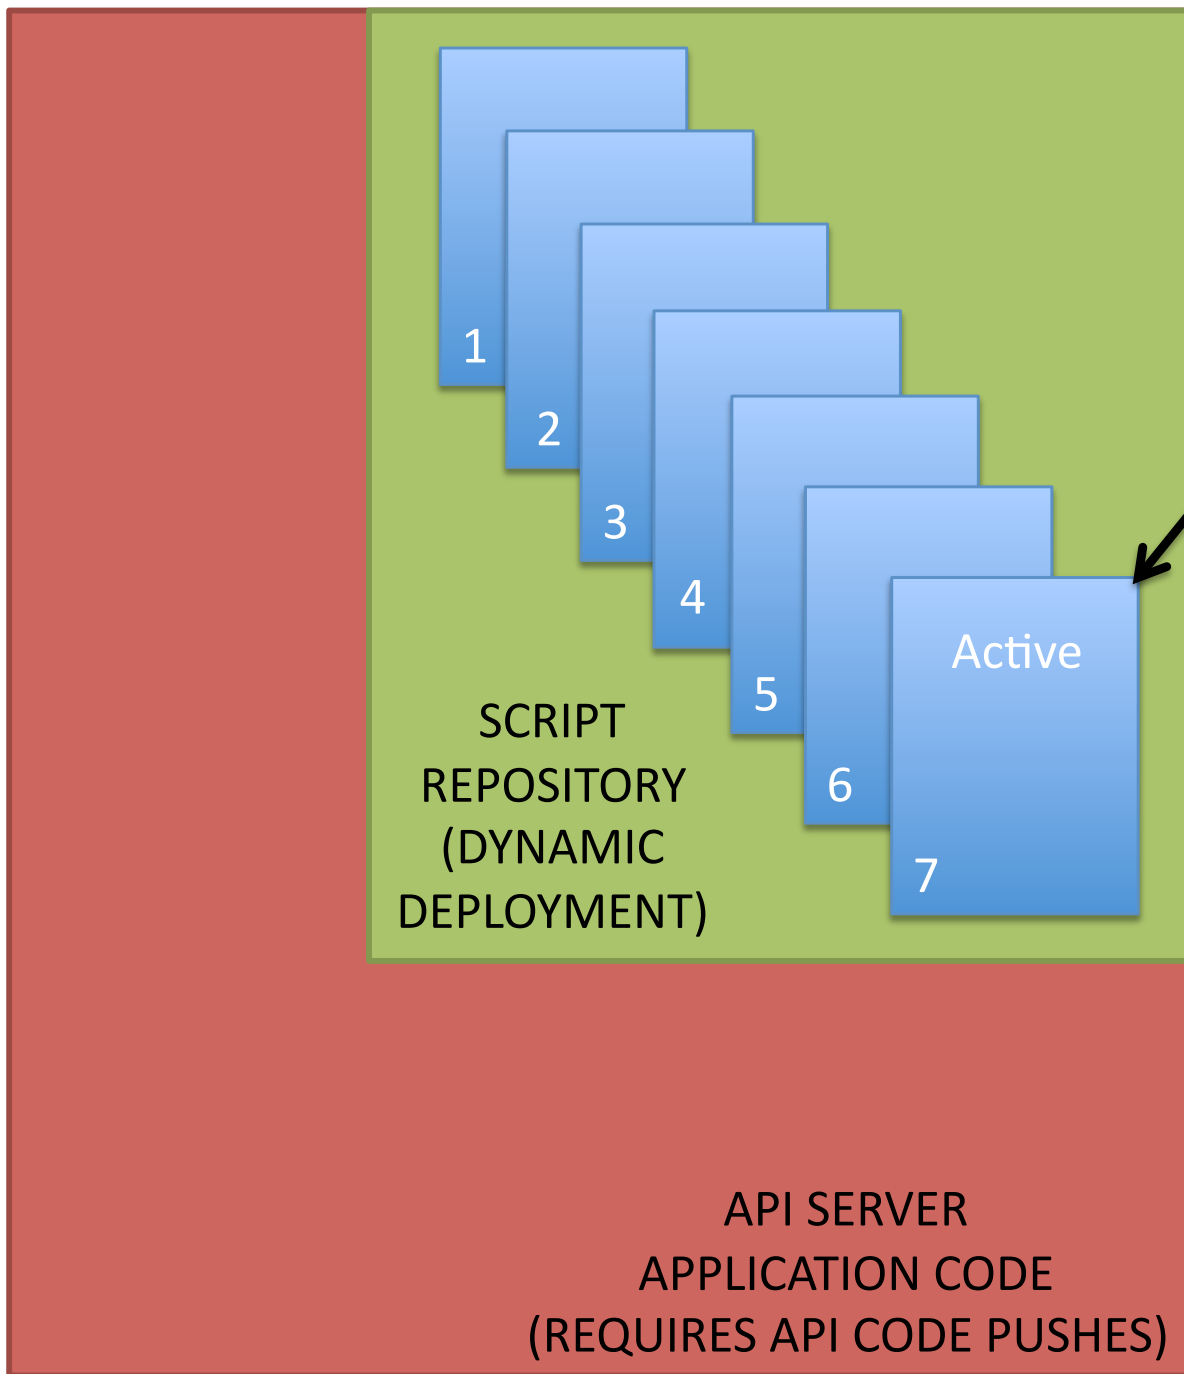 1
2
3
4
5
6
Active
7
SCRIPT
REPOSITORY
(DYNAMIC
DEPLOYMENT)
API SERVER
APPLICATION CODE
(REQUIRES API CODE PUSHES)